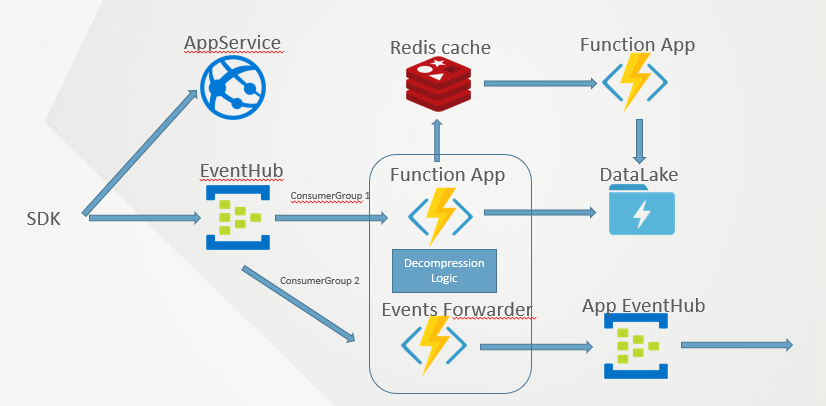 AppService
Redis cache
Function App
EventHub
ConsumerGroup 1
Function App
DataLake
SDK
Decompression
Logic
ConsumerGroup 2
Events Forwarder
App EventHub